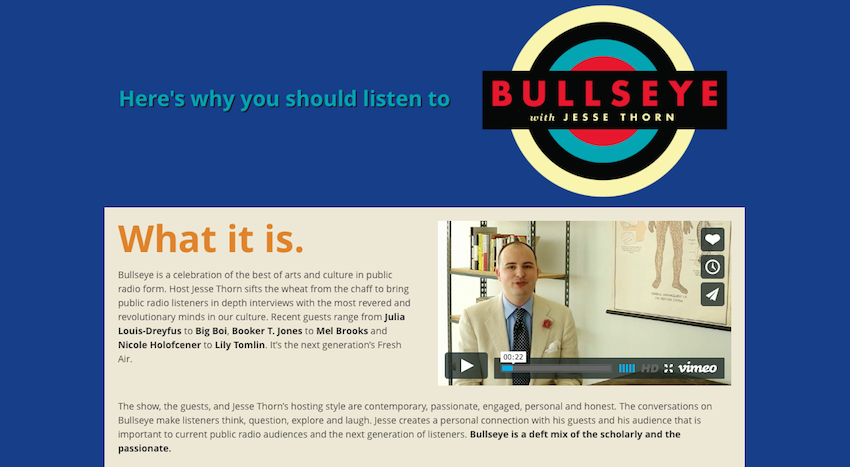 Here's why you should listen to
BULLSEYE
with JESSE THORN
What it is.
Bullseye is a celebration of the best of arts and culture in public
radio form. Host Jesse Thorn sifts the wheat from the chaff to bring
public radio listeners in depth interviews with the most revered and
revolutionary minds in our culture. Recent guests range from Julia
Louis-Dreyfus to Big Boi, Booker T. Jones to Mel Brooks and
Nicole Holofcener to Lily Tomlin. It's the next generation's Fresh
Air.
00:22
HD
vimeo
The show, the guests, and Jesse Thorn's hosting style are contemporary, passionate, engaged, personal and honest. The conversations on
Bullseye make listeners think, question, explore and laugh. Jesse creates a personal connection with his guests and his audience that is
important to current public radio audiences and the next generation of listeners. Bullseye is a deft mix of the scholarly and the
passionate.